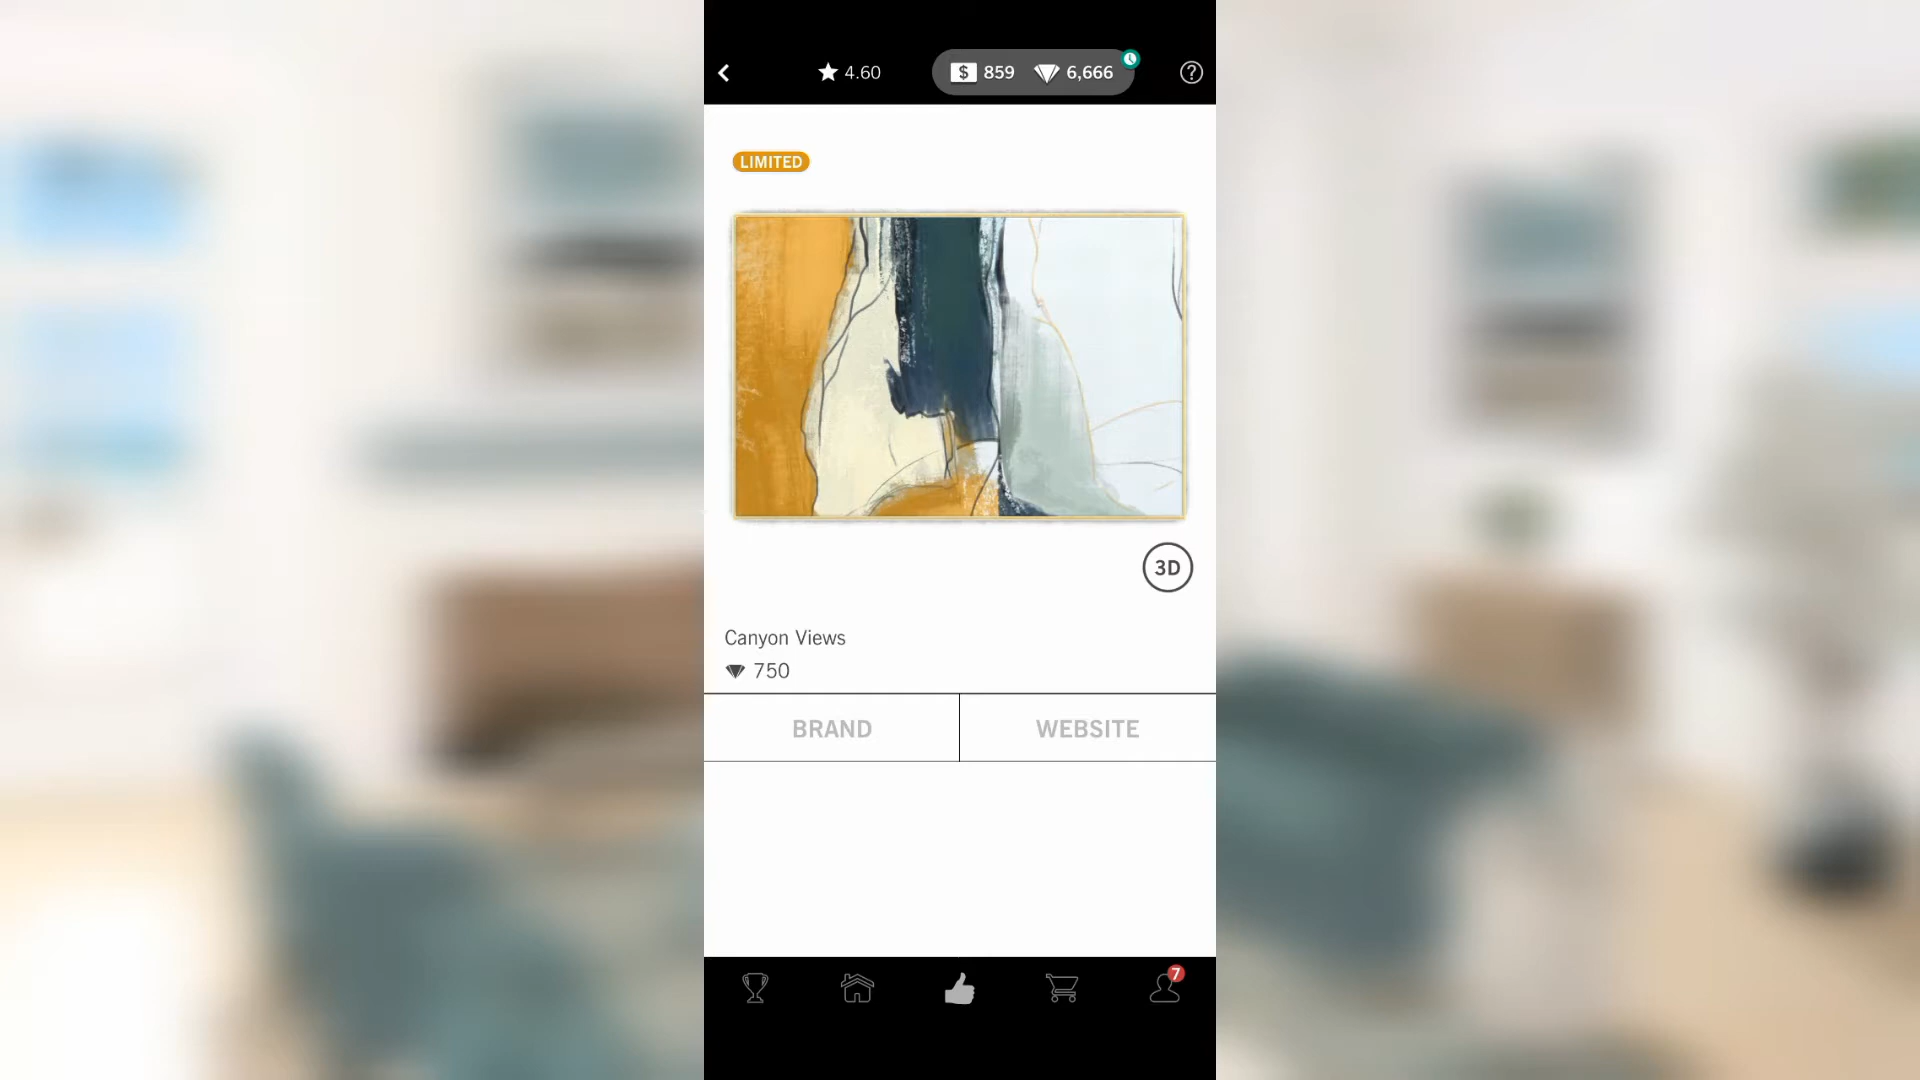 4.60
$ 859 6,666
?
LIMITED
3D
Canyon Views
750
BRAND
WEBSITE
7